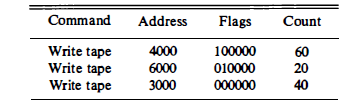 Command Address Flags Count
Write tape 4000 100000 60
Write tape 6000 010000 20
Write tape 3000 000000 40